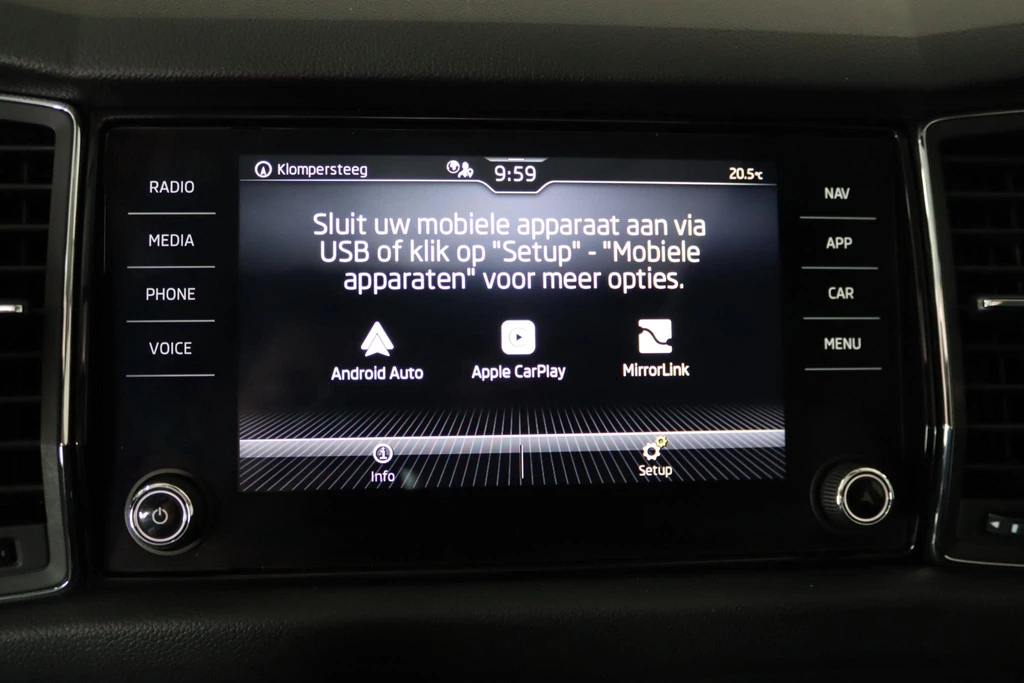 Klompersteeg
9:59
20.5°C
RADIO
MEDIA
PHONE
VOICE
Sluit uw mobiele apparaat aan via
USB of klik op "Setup" - "Mobiele
apparaten" voor meer opties.
Android Auto
Apple CarPlay
MirrorLink
Info
Setup
NAV
APP
CAR
MENU